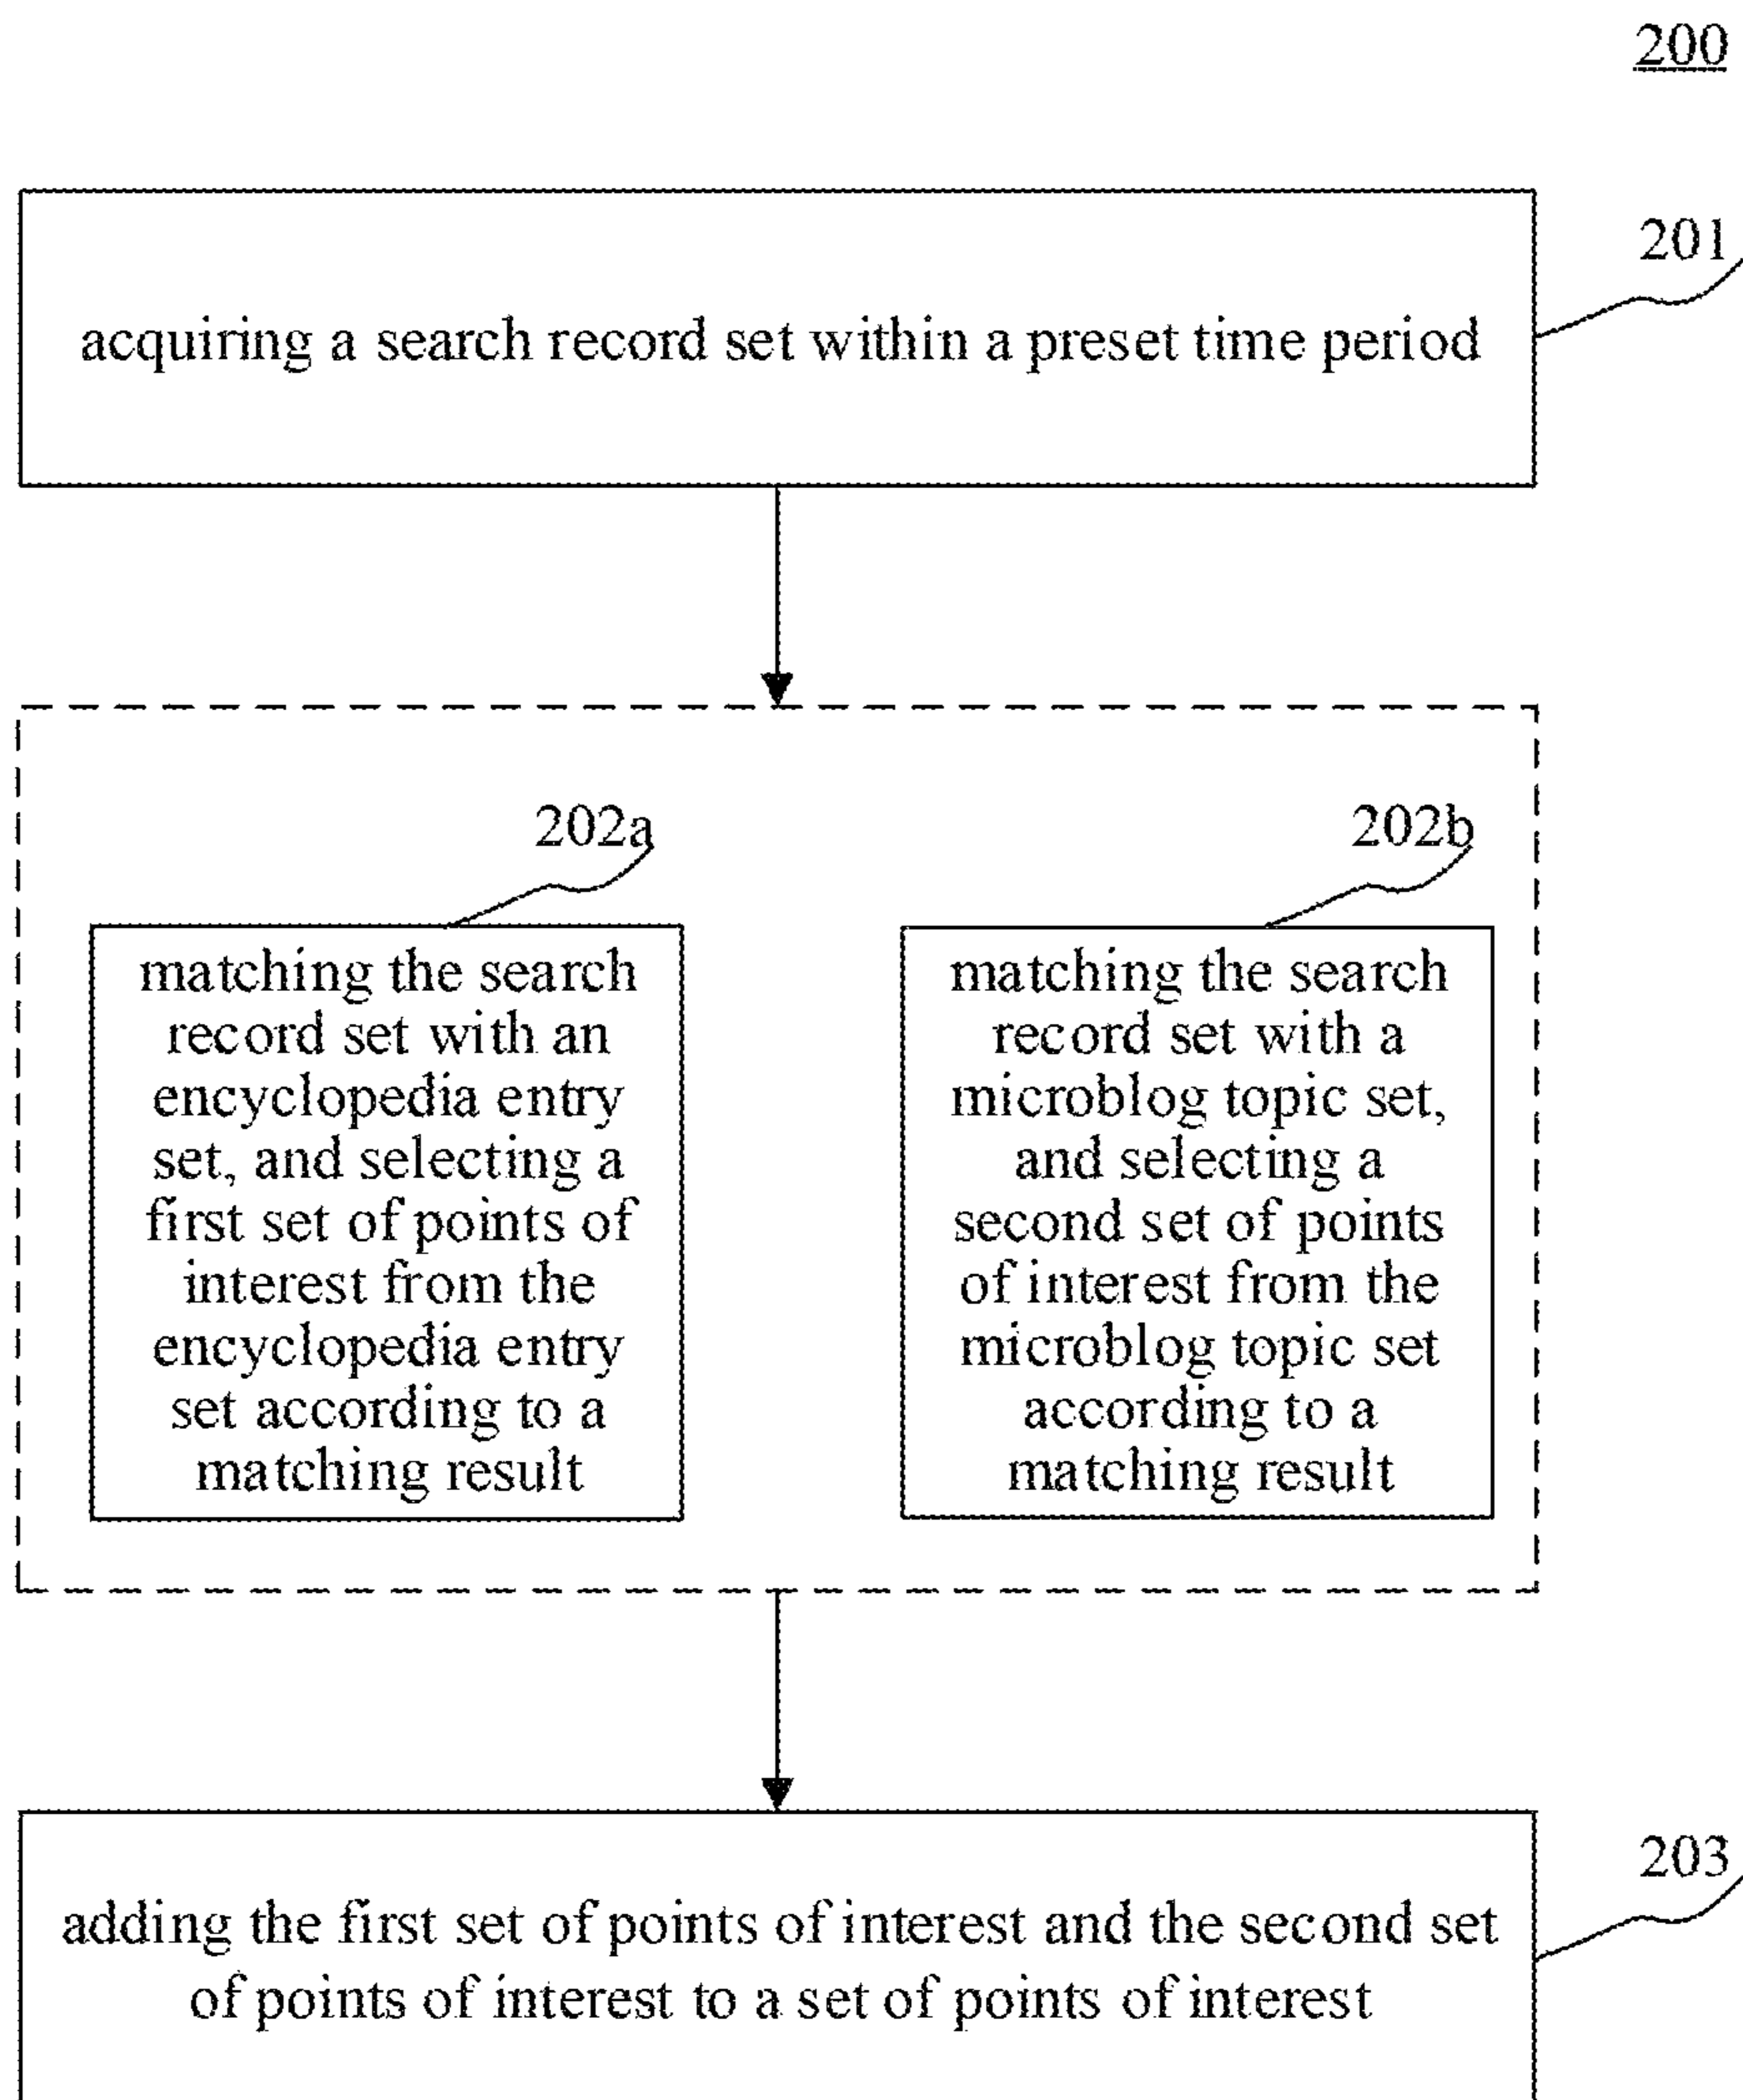 200
201
acquiring a search record set within a preset time period
202a
matching the search
record set with an
encyclopedia entry
set, and selecting a
first set of points of
interest from the
encyclopedia entry
set according to a
matching result
202b
matching the search
record set with a
microblog topic set,
and selecting a
second set of points
of interest from the
microblog topic set
according to a
matching result
203
adding the first set of points of interest and the second set
of points of interest to a set of points of interest